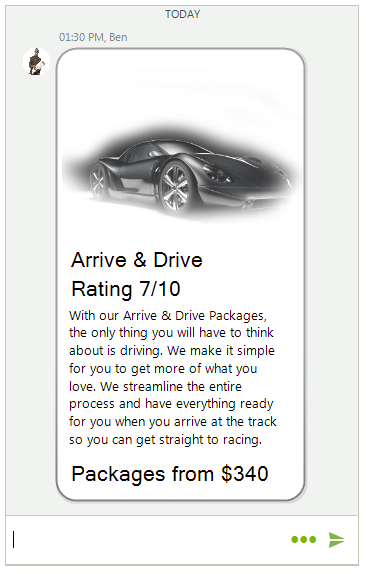 TODAY
01:30 PM, Ben
Arrive & Drive
Rating 7/10
With our Arrive & Drive Packages,
the only thing you will have to think
about is driving. We make it simple
for you to get more of what you
love. We streamline the entire
process and have everything ready
for you when you arrive at the track
so you can get straight to racing.
Packages from $340